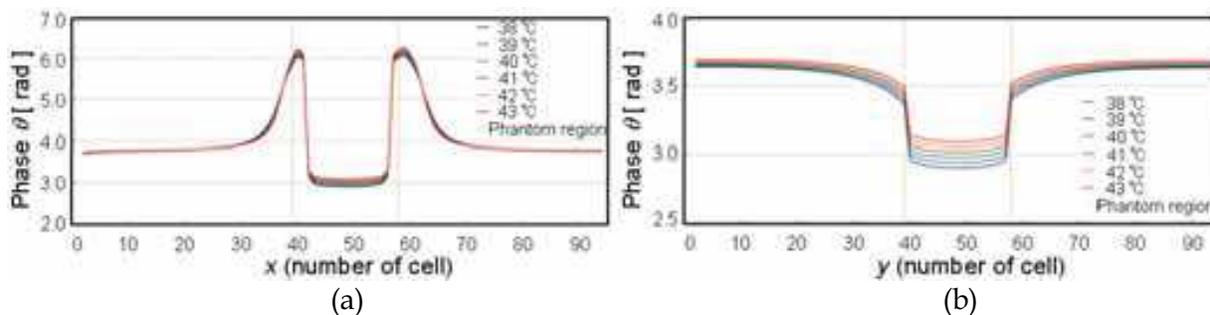 7.0
6.0
5.0
4.0
3.0
2.0
Phase θ [ rad ]
38 ℃
39 ℃
40 ℃
41 ℃
42 ℃
43 ℃
Phantom region
0 10 20 30 40 50 60 70 80 90
x (number of cell)
(a)
4.0
3.5
3.0
2.5
Phase θ [ rad ]
38 ℃
39 ℃
40 ℃
41 ℃
42 ℃
43 ℃
Phantom region
0 10 20 30 40 50 60 70 80 90
y (number of cell)
(b)